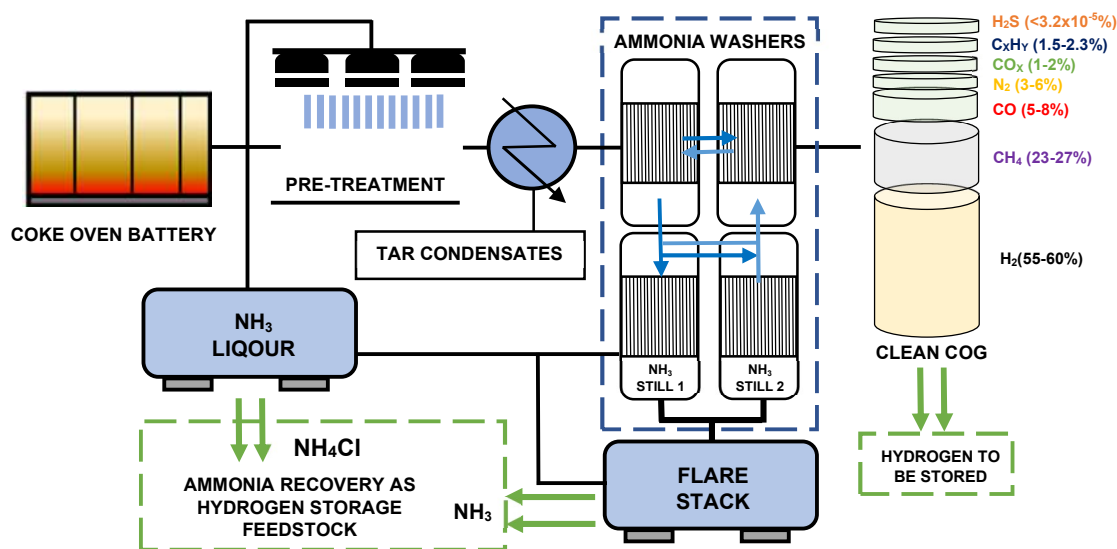 H₂S (<3.2x10⁻⁵%)
CₓHᵧ (1.5-2.3%)
COₓ (1-2%)
N₂ (3-6%)
CO (5-8%)
CH₄ (23-27%)
H₂(55-60%)
CLEAN COG
HYDROGEN TO
BE STORED
AMMONIA WASHERS
PRE-TREATMENT
COKE OVEN BATTERY
TAR CONDENSATES
NH₃
LIQOUR
NH₃
STILL 1
NH₃
STILL 2
FLARE
STACK
NH₄Cl
AMMONIA RECOVERY AS
HYDROGEN STORAGE
FEEDSTOCK
NH₃